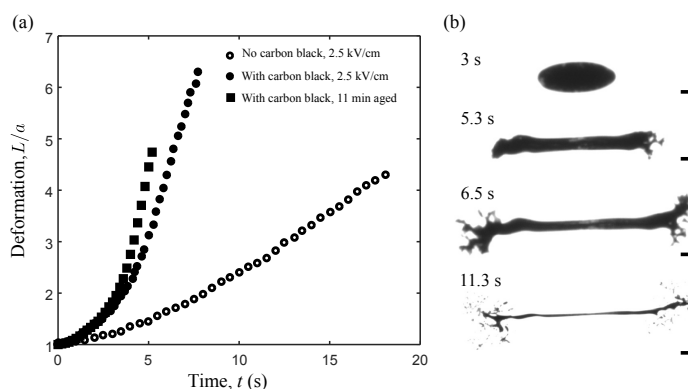 (a)
7
6
5
4
3
2
1
0
5
10
15
20
Deformation, L/a
Time, t (s)
No carbon black, 2.5 kV/cm
With carbon black, 2.5 kV/cm
With carbon black, 11 min aged
(b)
3 s
5.3 s
6.5 s
11.3 s